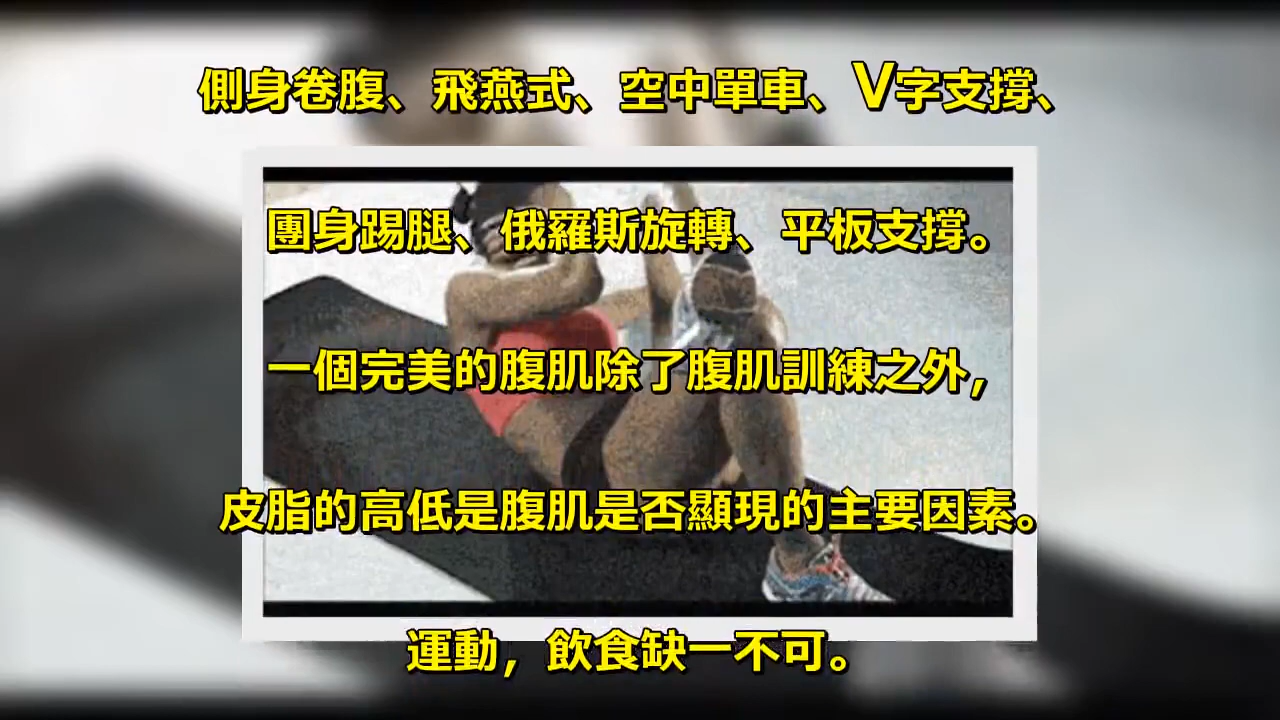 側身卷腹、飛燕式、空中單車、V字支撐、
團身踢腿、俄羅斯旋轉、平板支撐。
一個完美的腹肌除了腹肌訓練之外,
皮脂的高低是腹肌是否顯現的主要因素。
運動,飲食缺一不可。